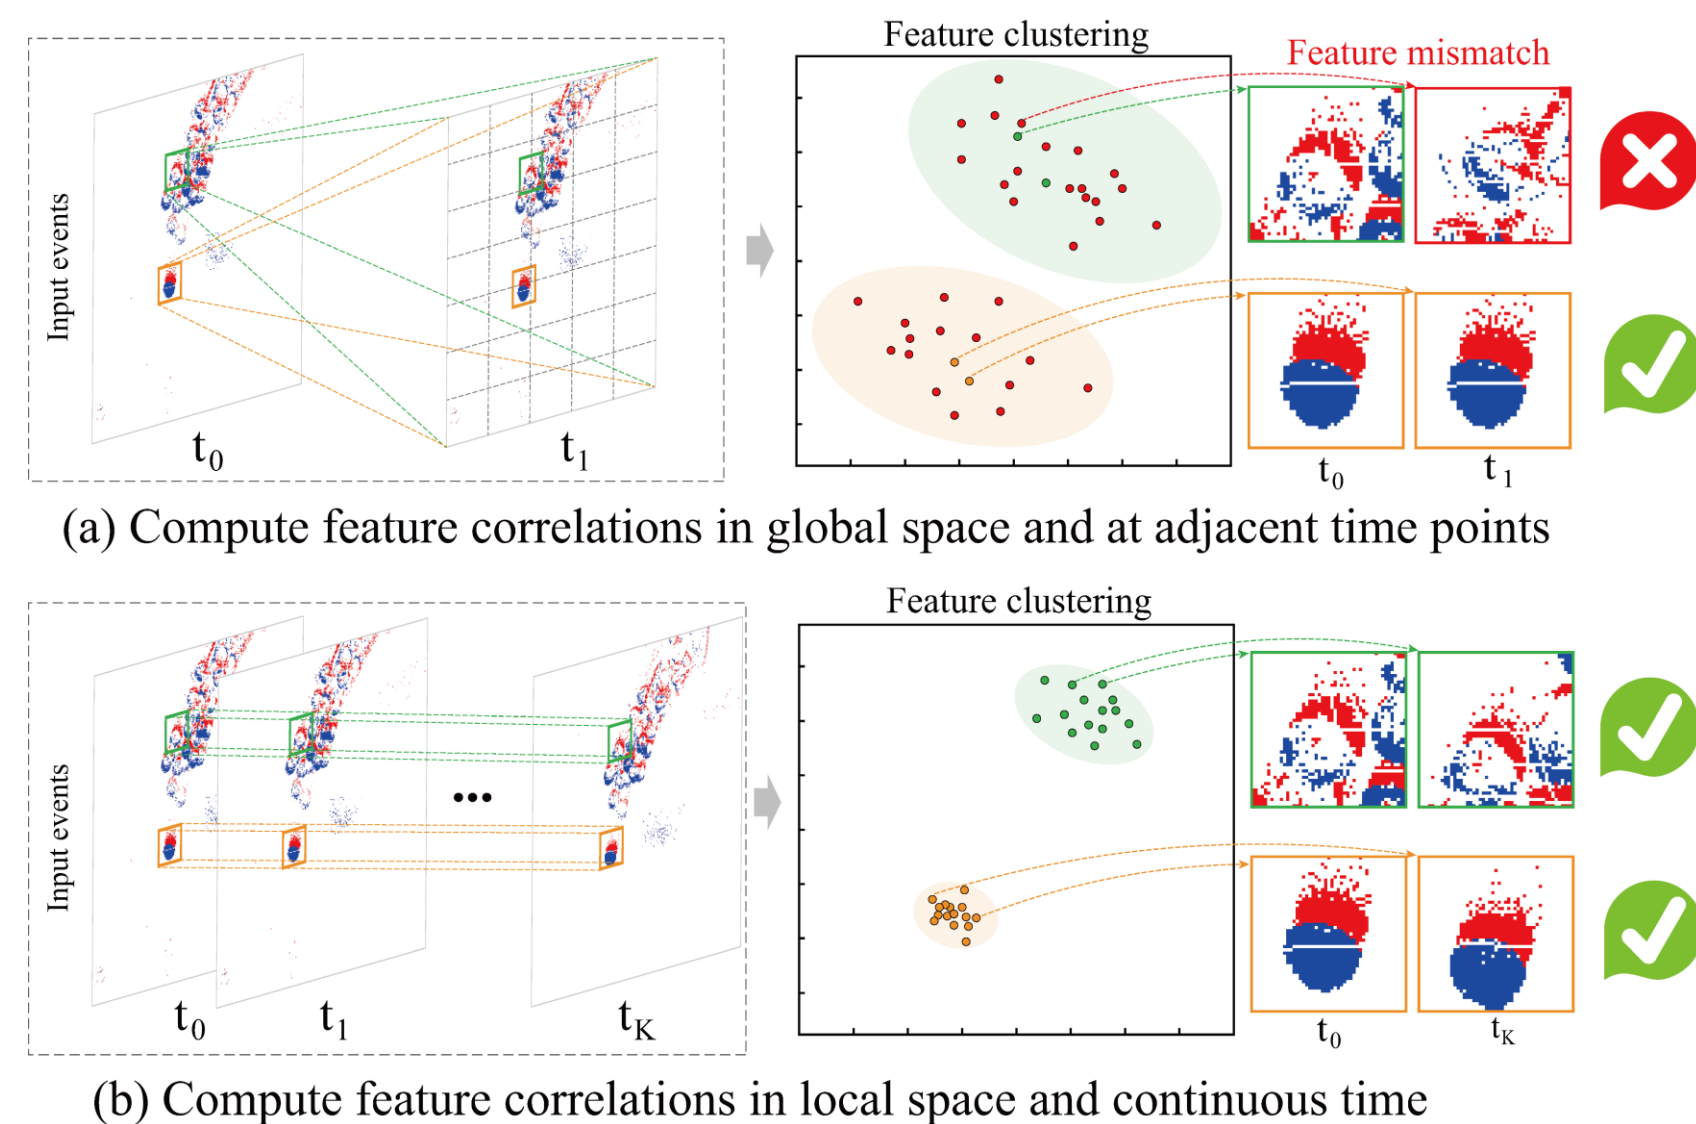 Feature clustering
Feature mismatch
Input events
t0
t1
t0
t1
(a) Compute feature correlations in global space and at adjacent time points
Feature clustering
Input events
t0
t1
tK
t0
tK
(b) Compute feature correlations in local space and continuous time